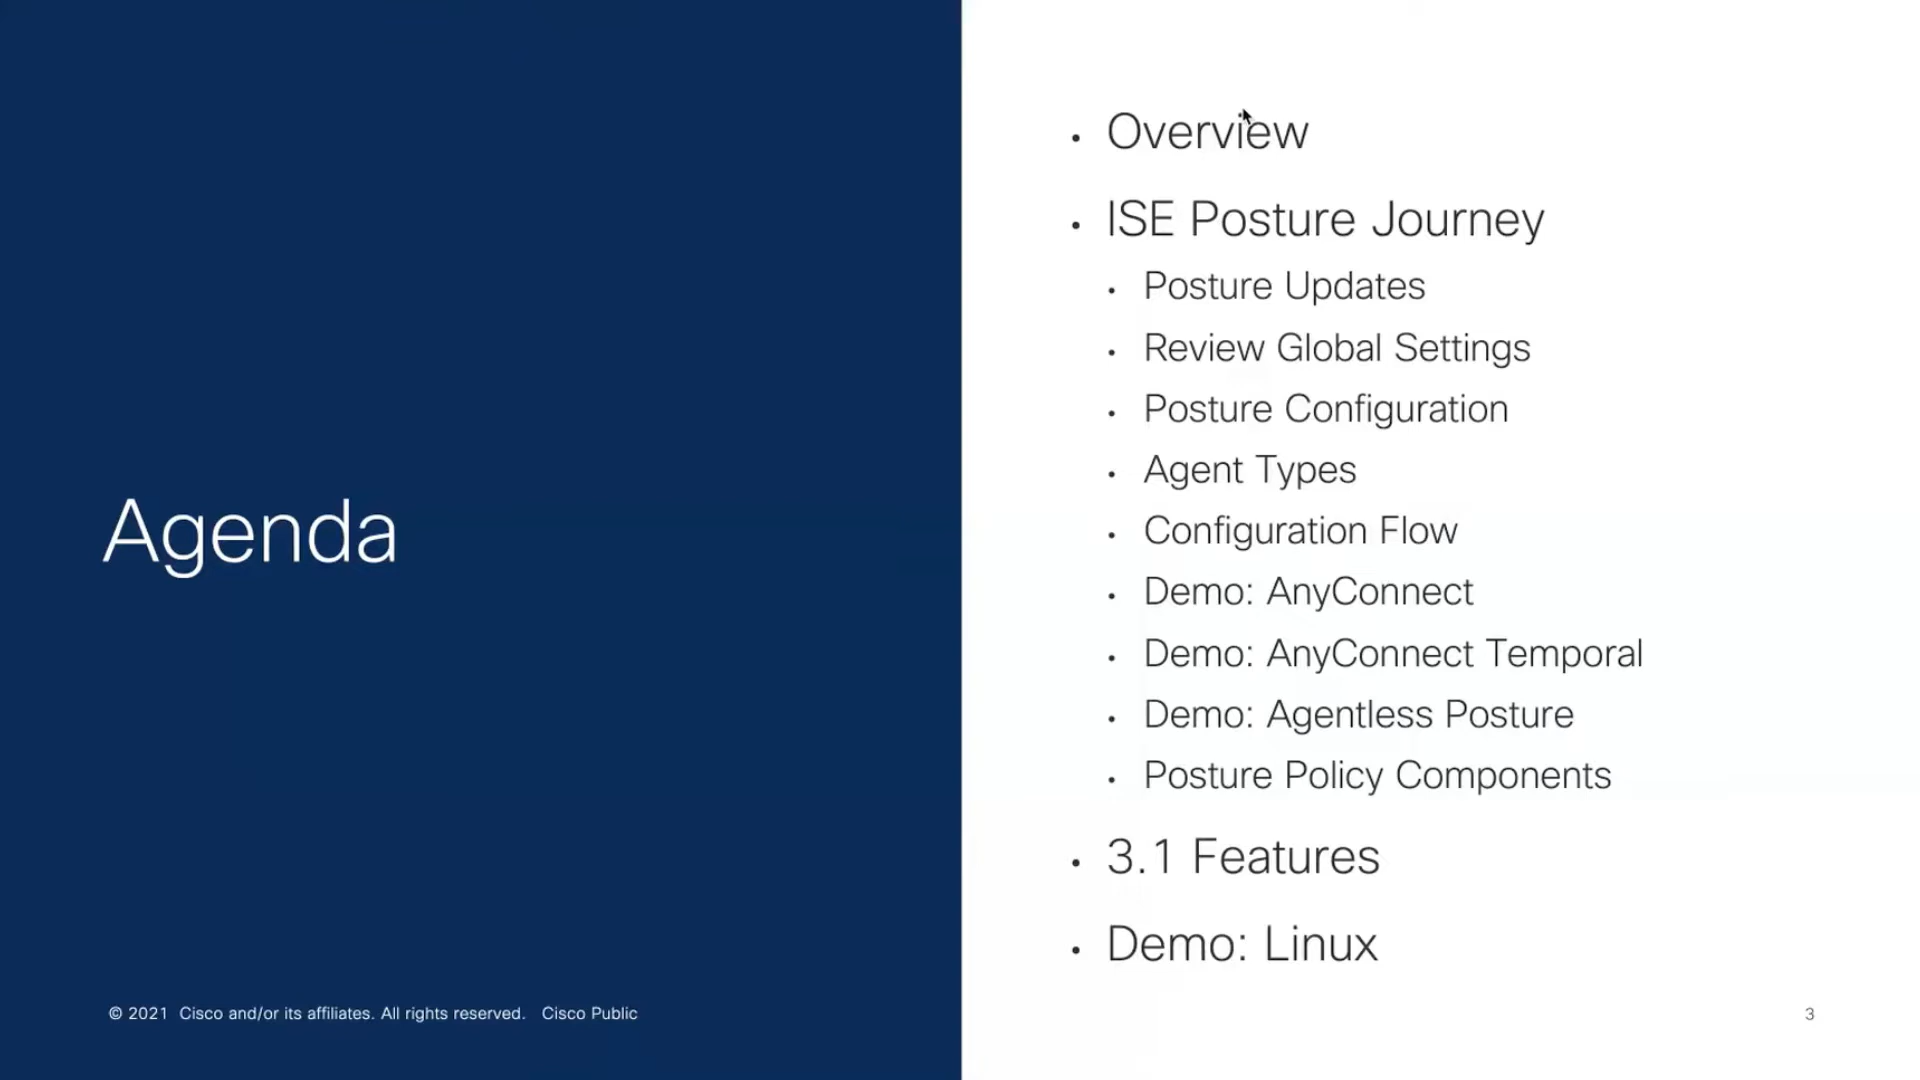 Agenda
• Overview
• ISE Posture Journey
• Posture Updates
• Review Global Settings
• Posture Configuration
• Agent Types
• Configuration Flow
• Demo: AnyConnect
• Demo: AnyConnect Temporal
• Demo: Agentless Posture
• Posture Policy Components
• 3.1 Features
• Demo: Linux
© 2021 Cisco and/or its affiliates. All rights reserved. Cisco Public
3